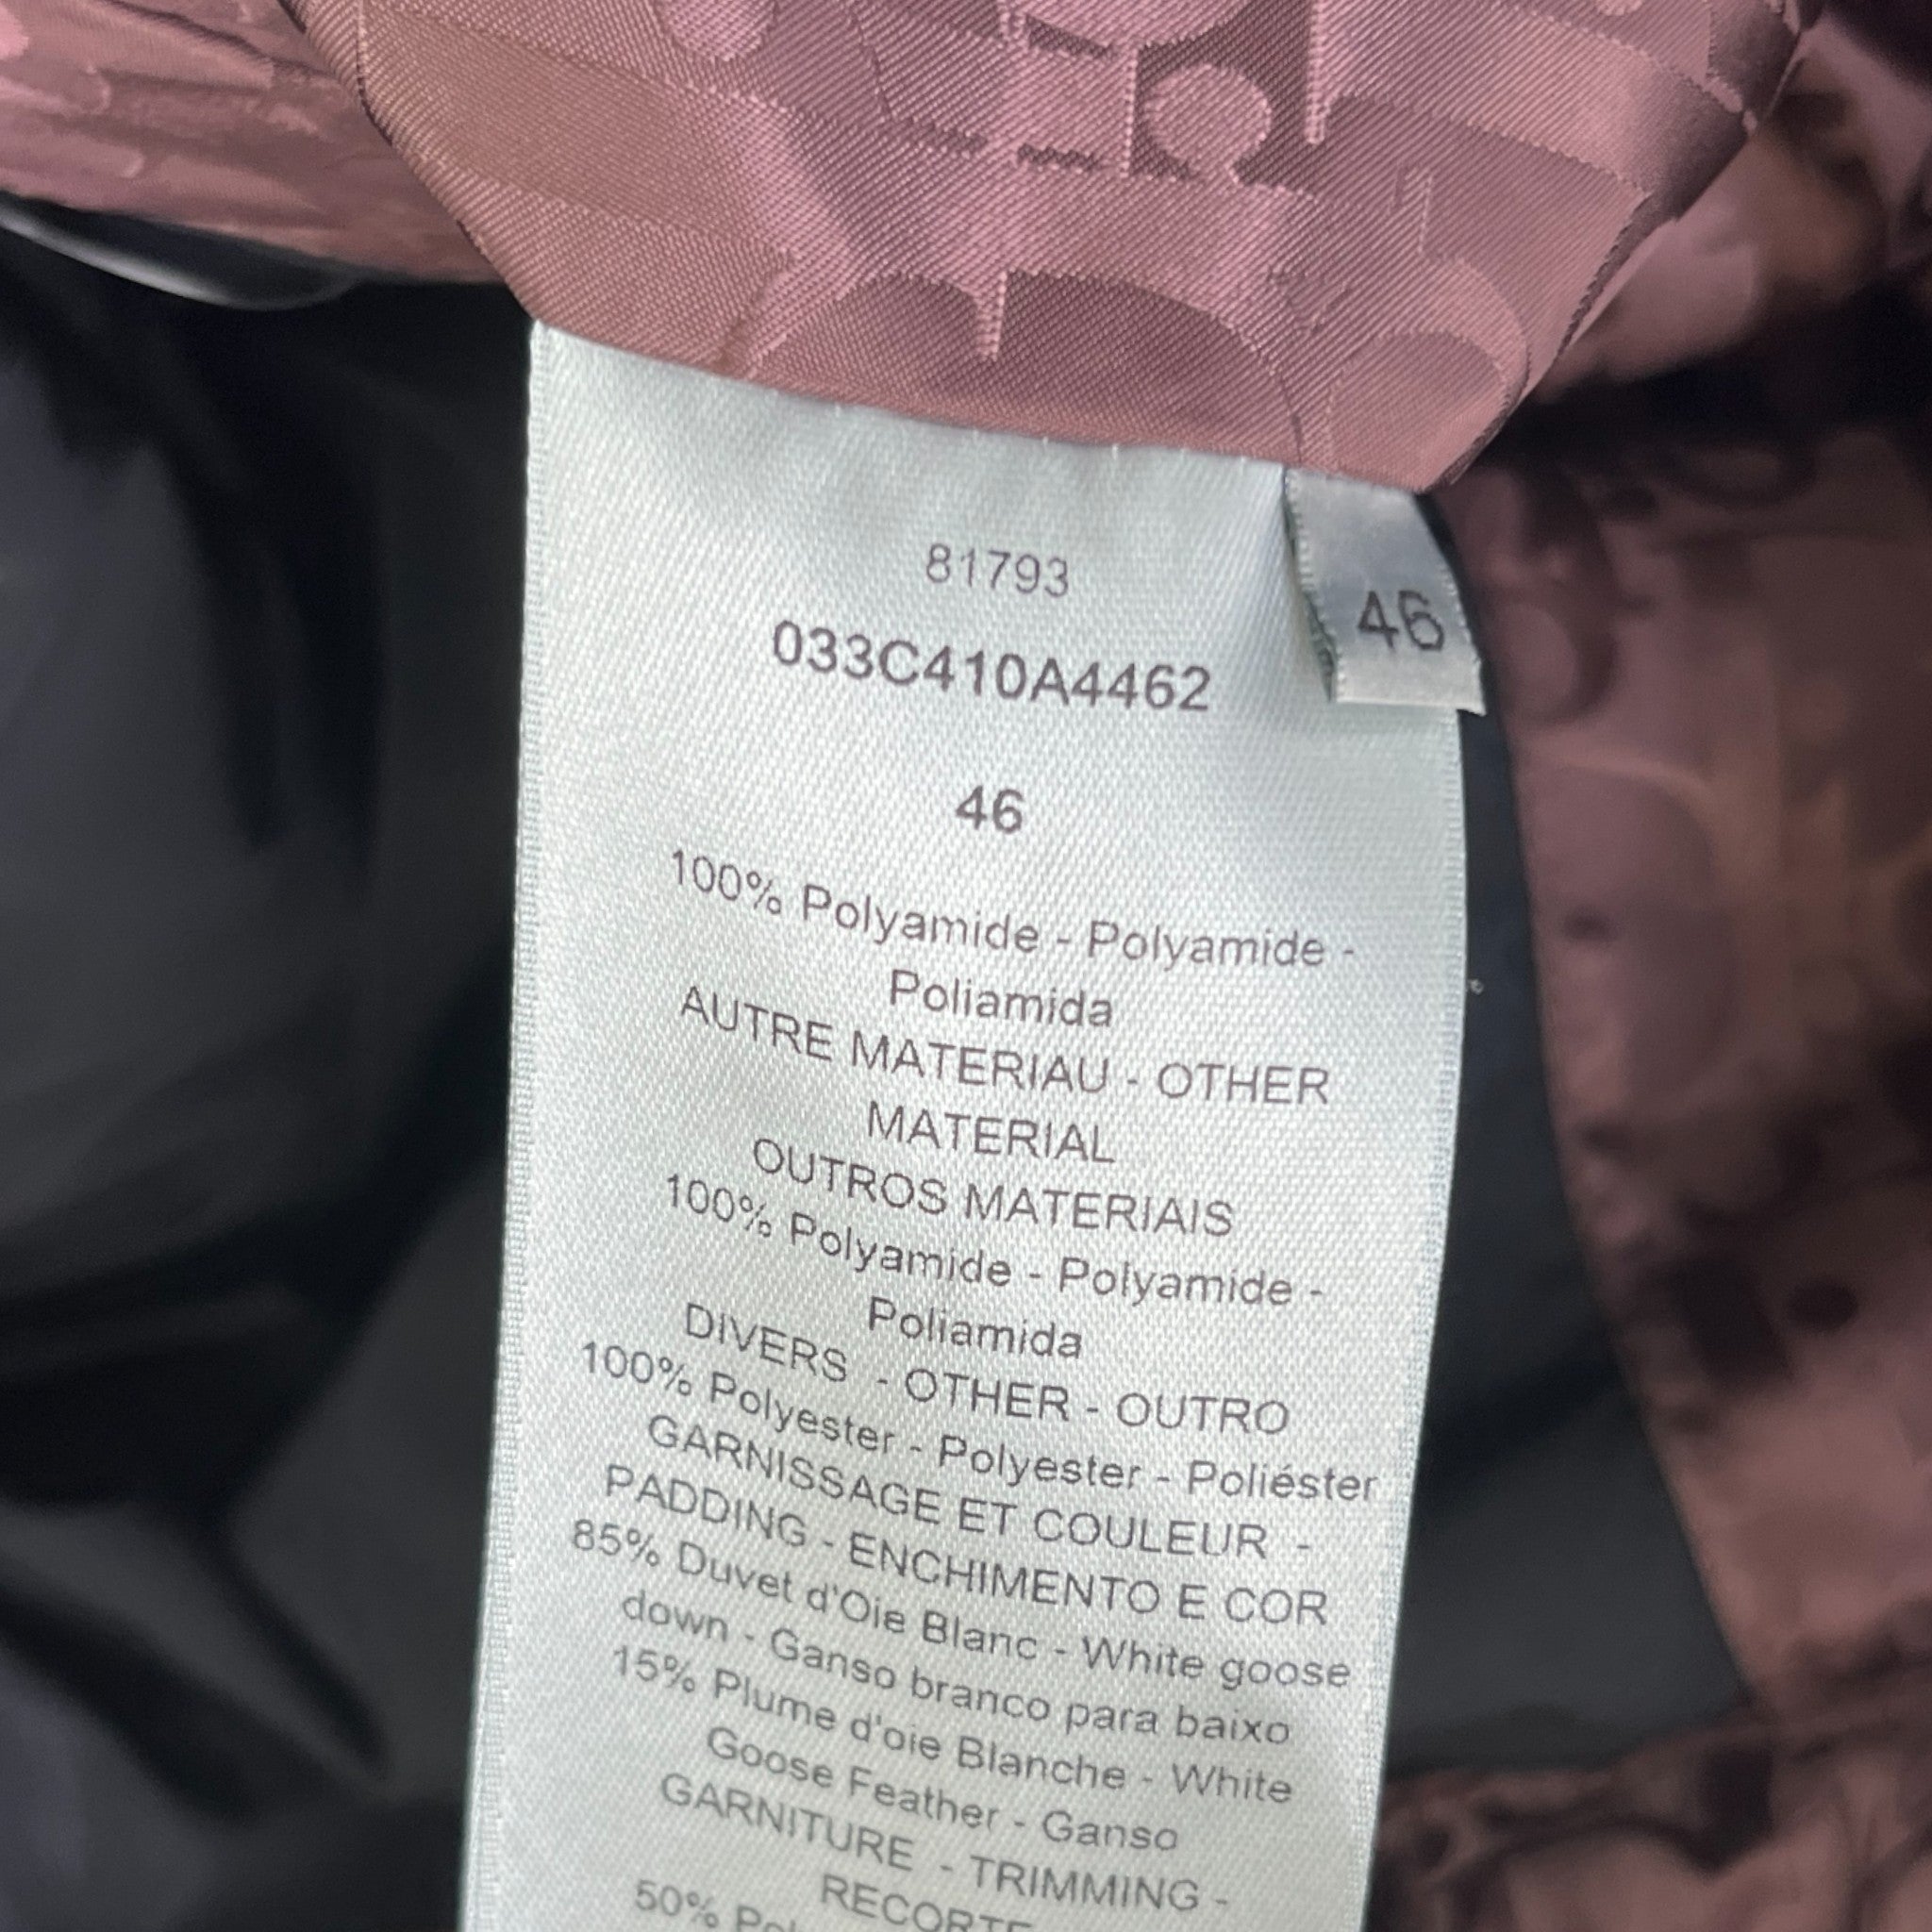 81793
46
033C410A4462
46
100% Polyamide - Polyamide -
Poliamida
AUTRE MATERIAU - OTHER
MATERIAL
OUTROS MATERIAIS
100% Polyamide - Polyamide -
Poliamida
DIVERS - OTHER - OUTRO
100% Polyester - Polyester - Poliéster
GARNISSAGE ET COULEUR -
PADDING - ENCHIMENTO E COR
85% Duvet d'Oie Blanc - White goose
down - Ganso branco para baixo
15% Plume d'oie Blanche - White
Goose Feather - Ganso
GARNITURE - TRIMMING -
RECORTE
50%